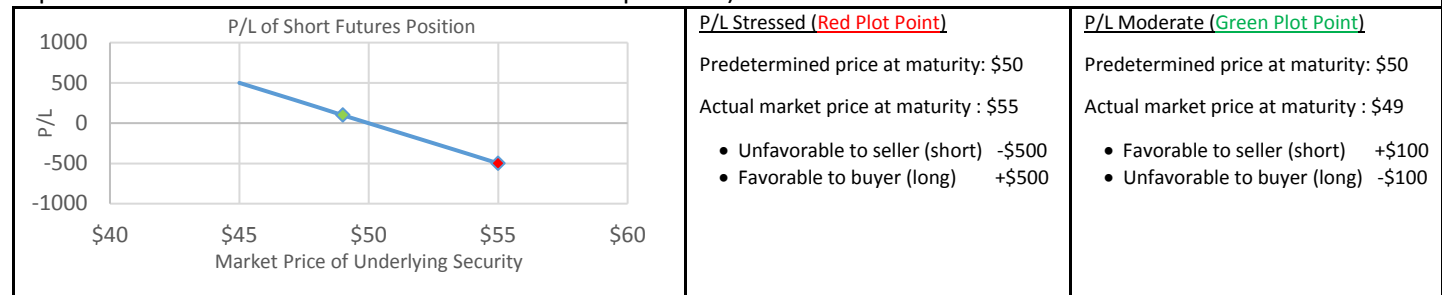 P/L of Short Futures Position
1000
500
0
-500
-1000
P/L
$40 $45 $50 $55 $60
Market Price of Underlying Security
P/L Stressed (Red Plot Point)
Predetermined price at maturity: $50
Actual market price at maturity : $55
• Unfavorable to seller (short) -$500
• Favorable to buyer (long) +$500
P/L Moderate (Green Plot Point)
Predetermined price at maturity: $50
Actual market price at maturity : $49
• Favorable to seller (short) +$100
• Unfavorable to buyer (long) -$100